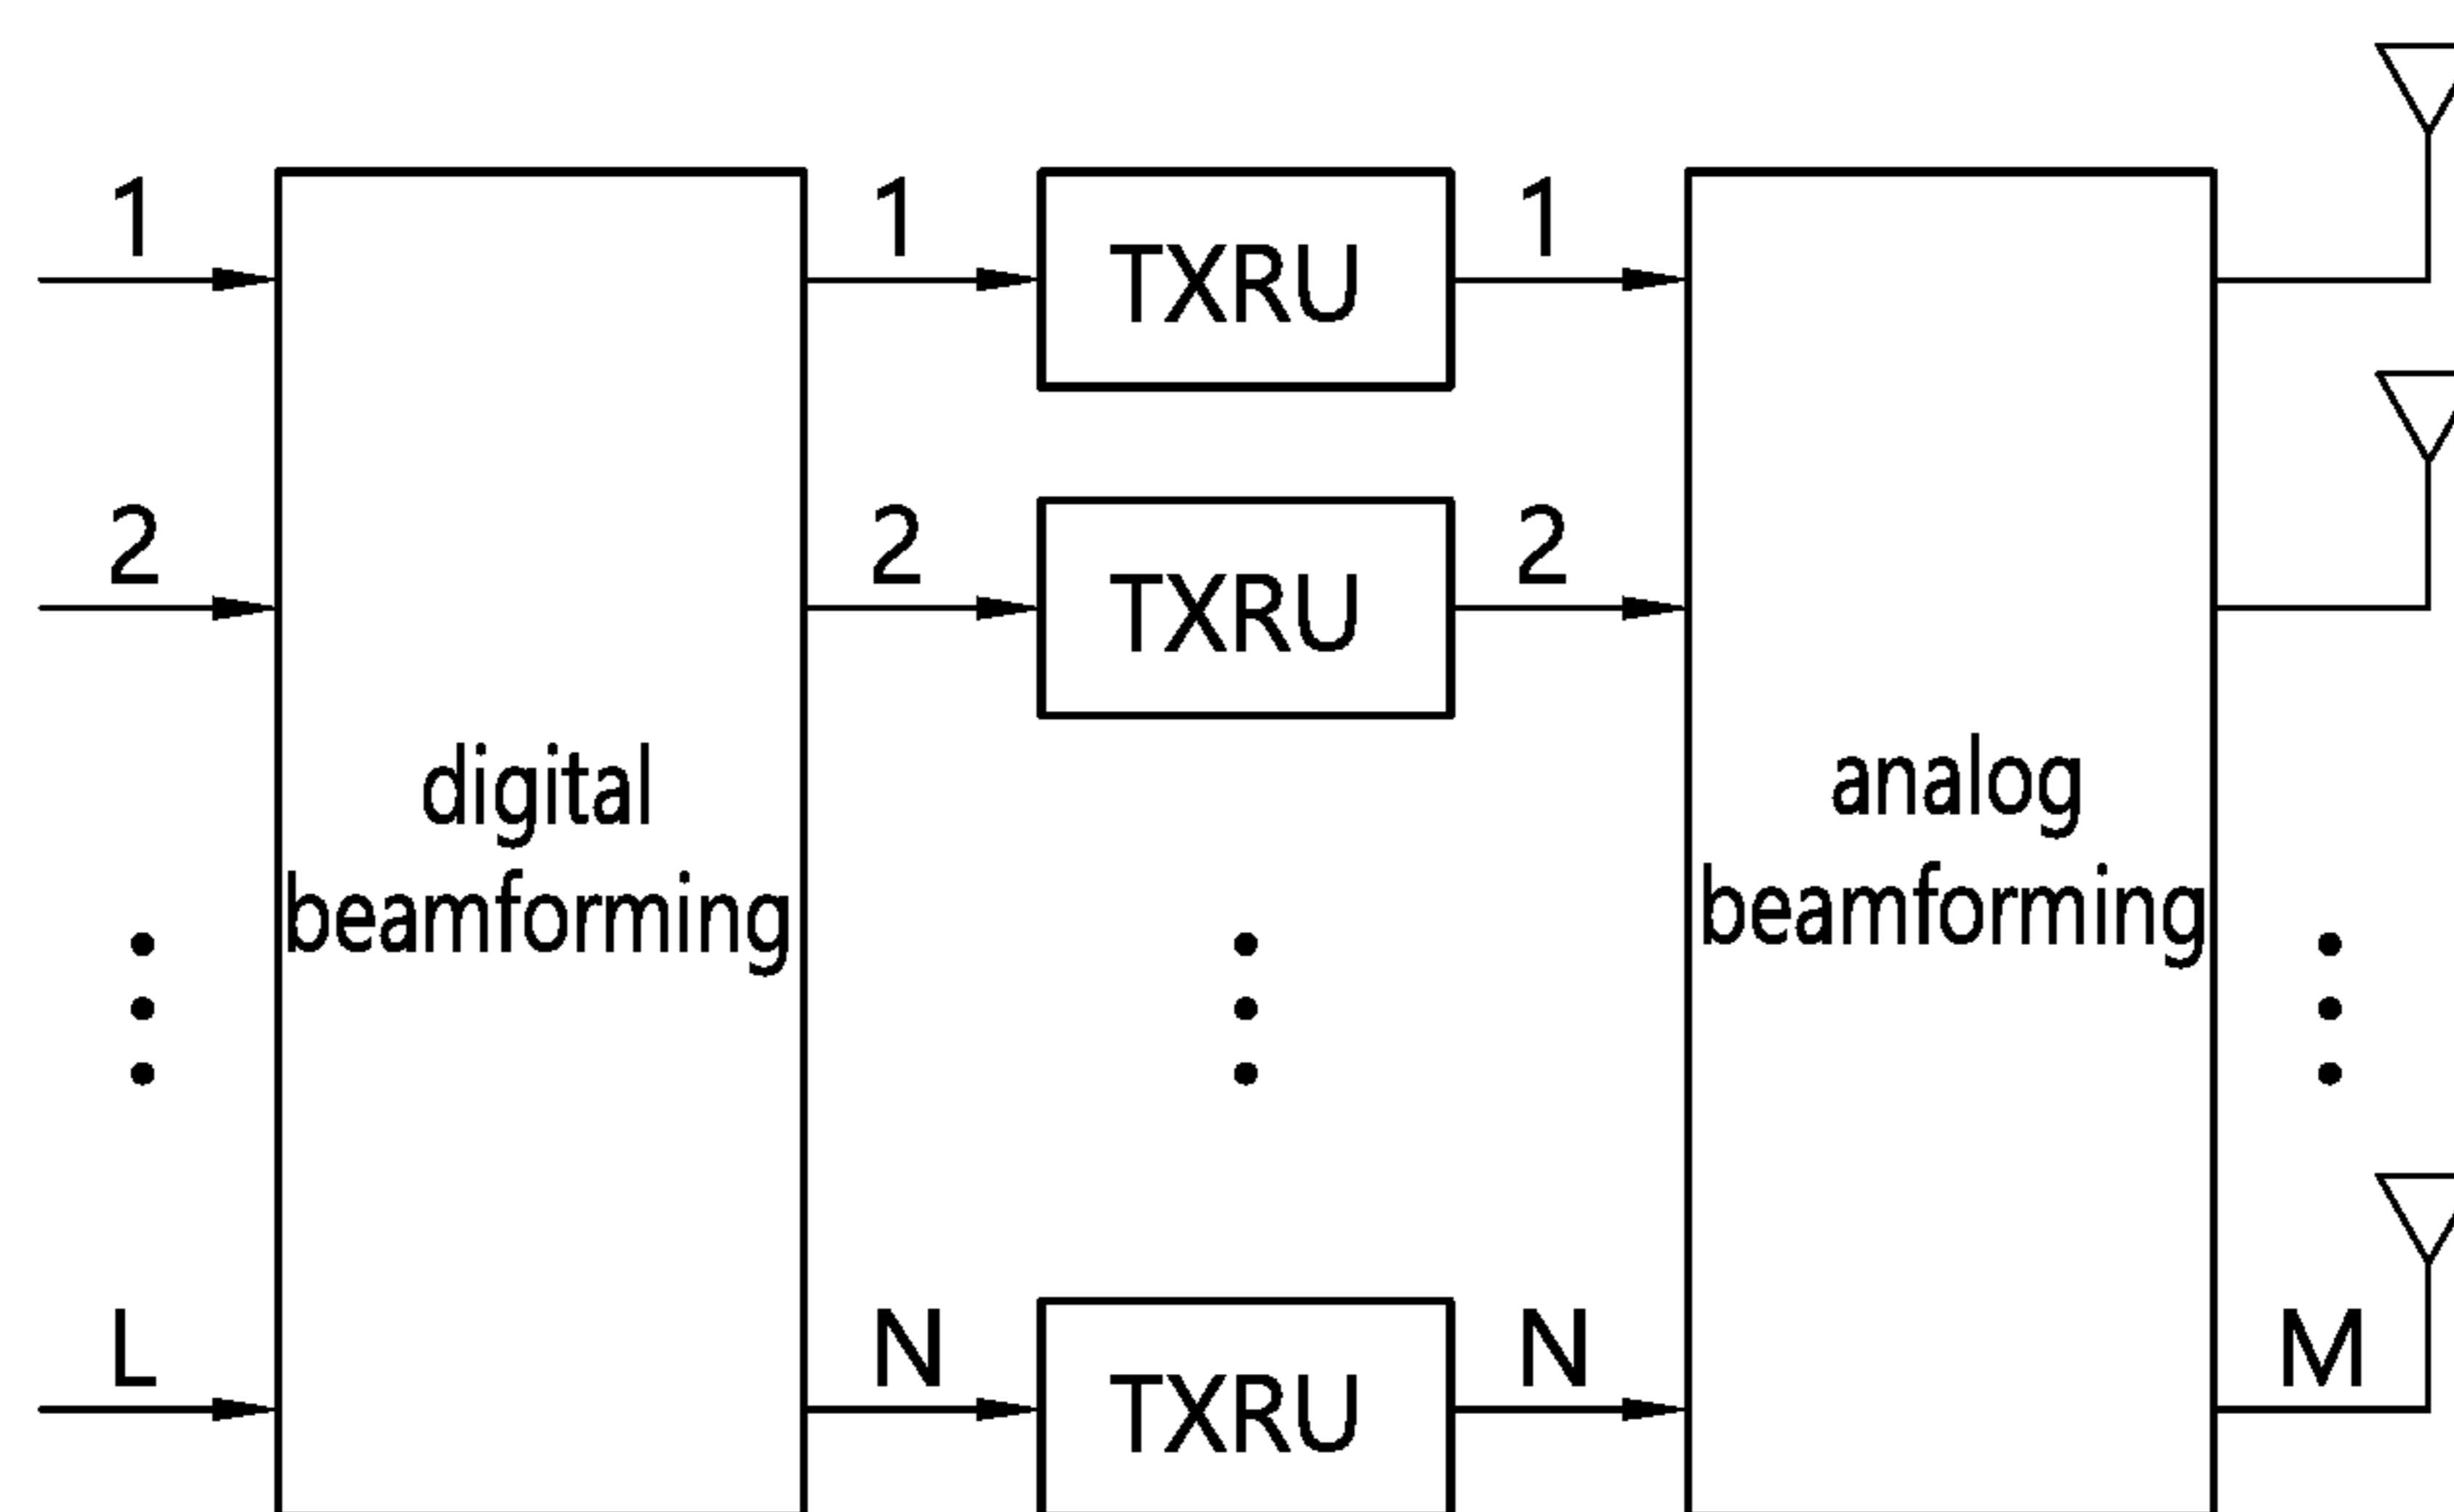 1
1
1
TXRU
2
2
2
TXRU
digital
beamforming
analog
beamforming
L
N
N
M
TXRU